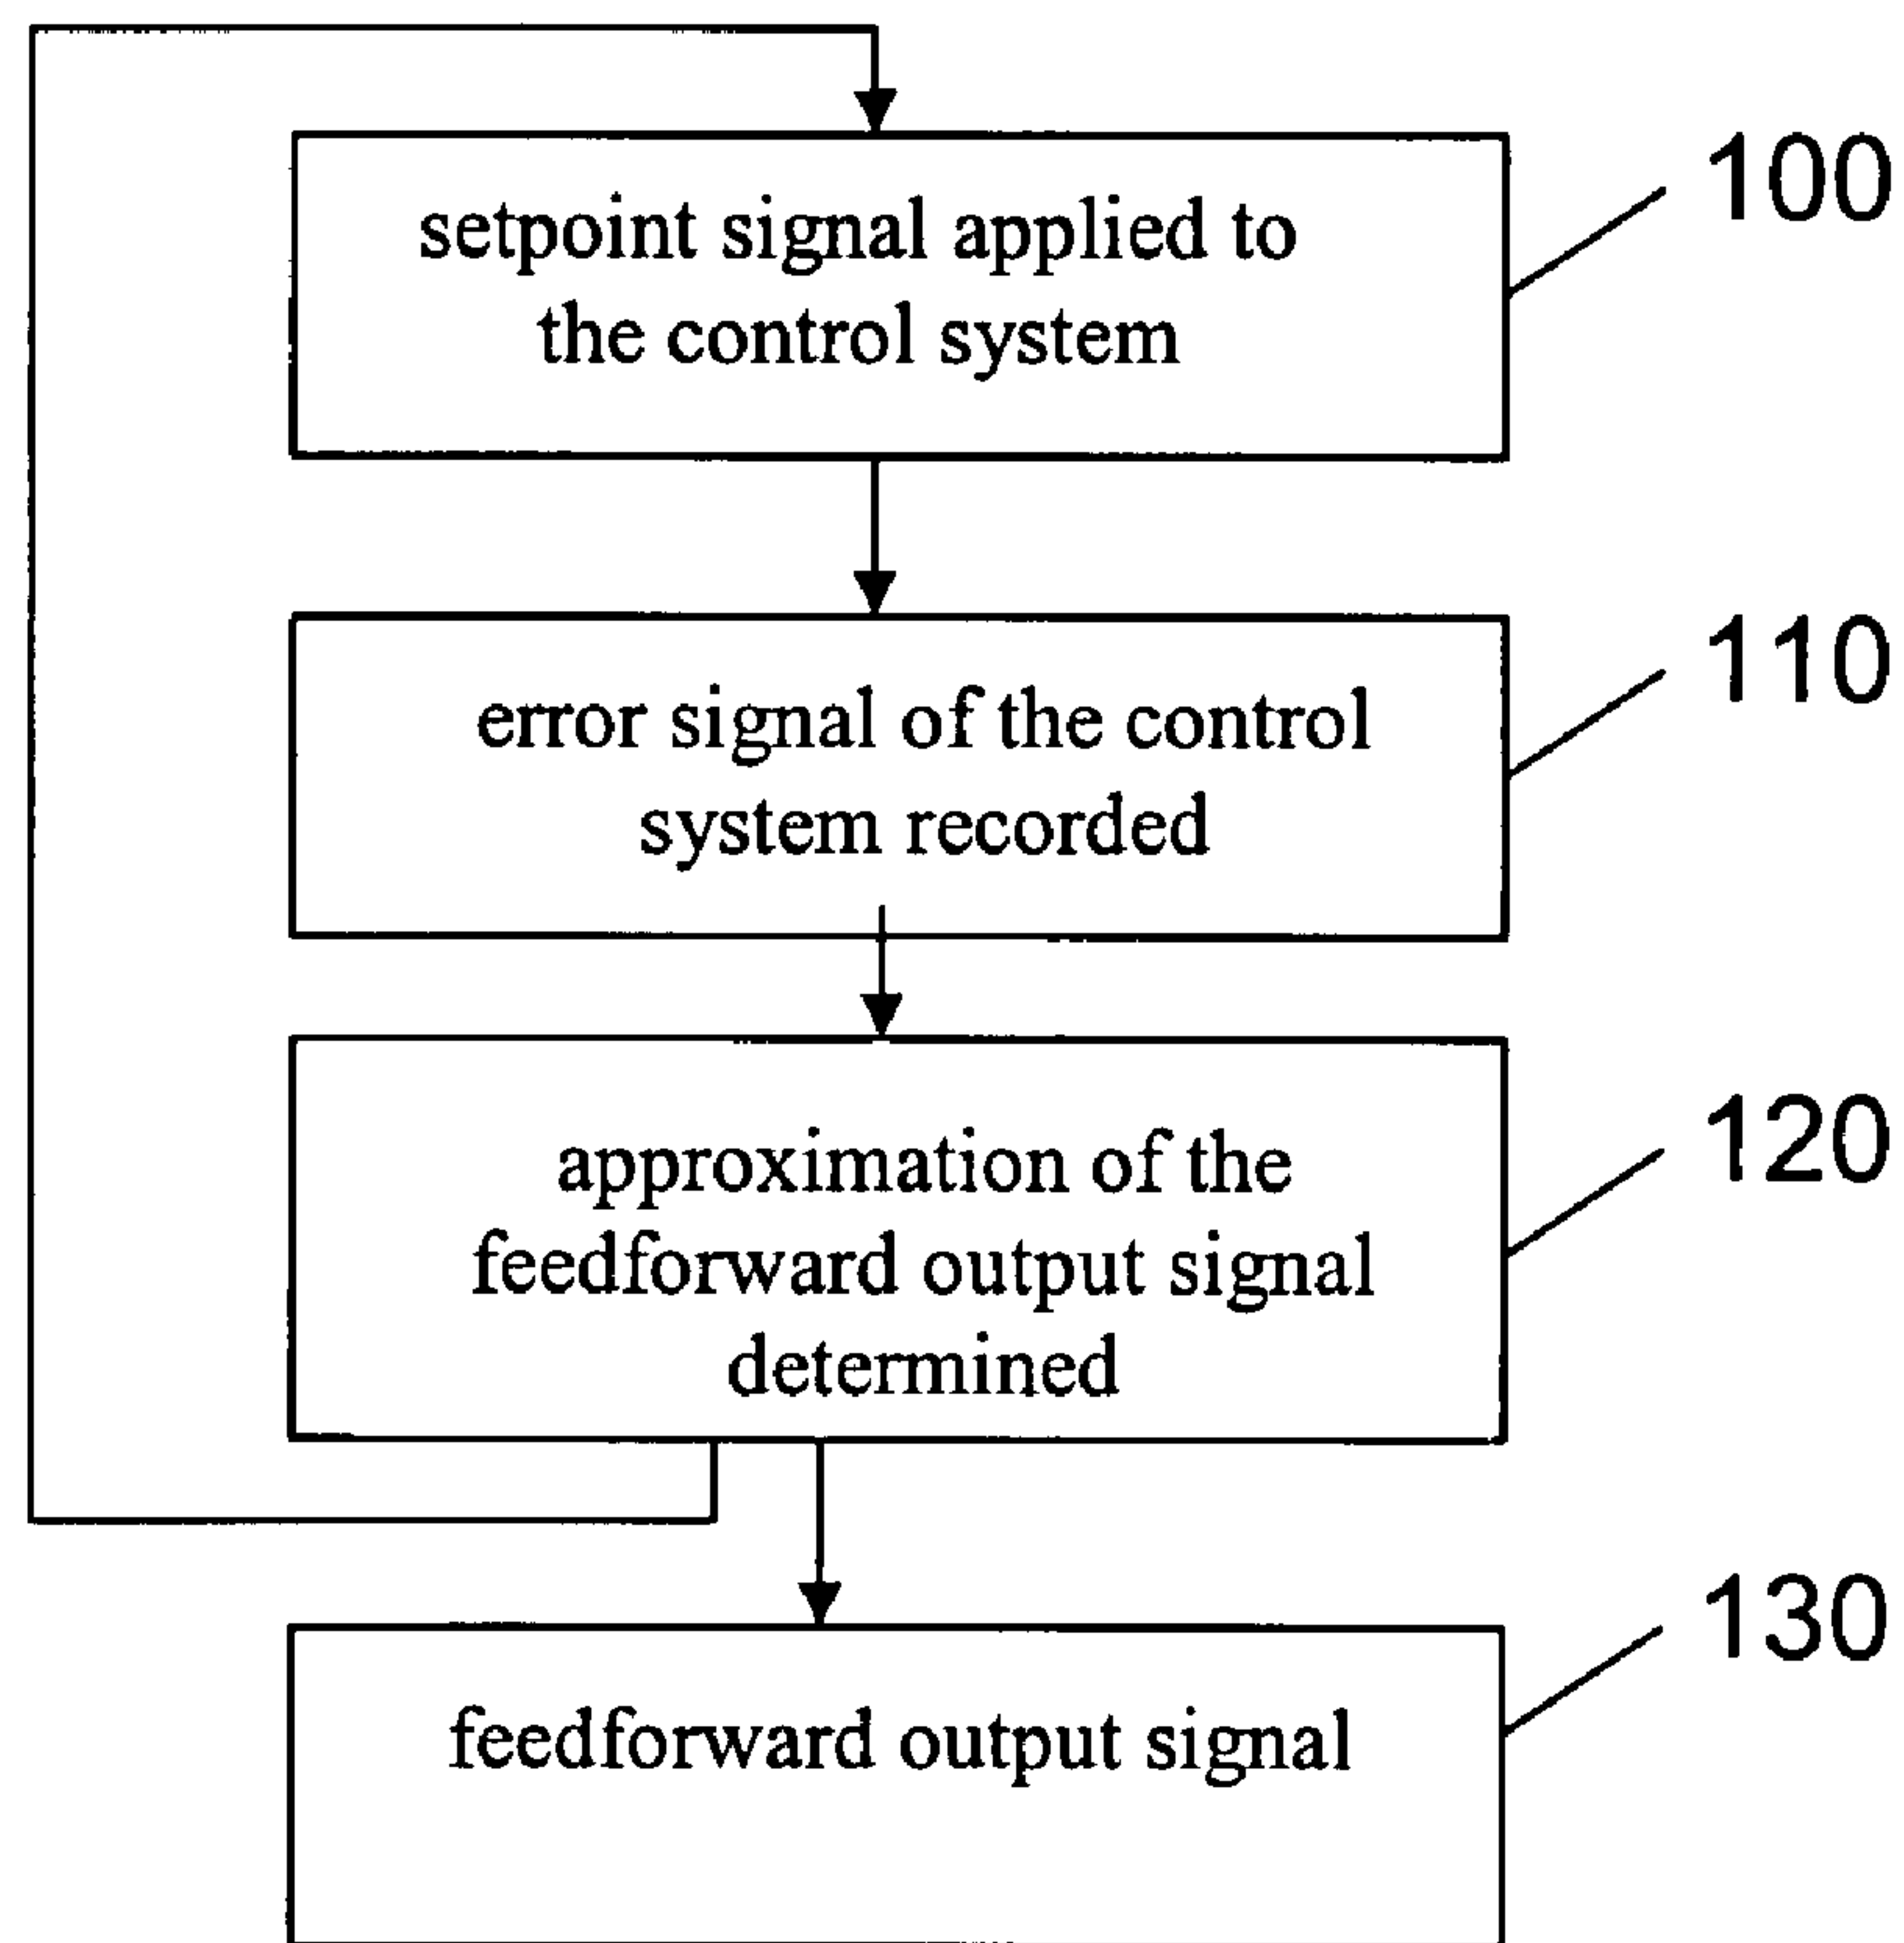 setpoint signal applied to
the control system
100
error signal of the control
system recorded
110
approximation of the
feedforward output signal
determined
120
feedforward output signal
130